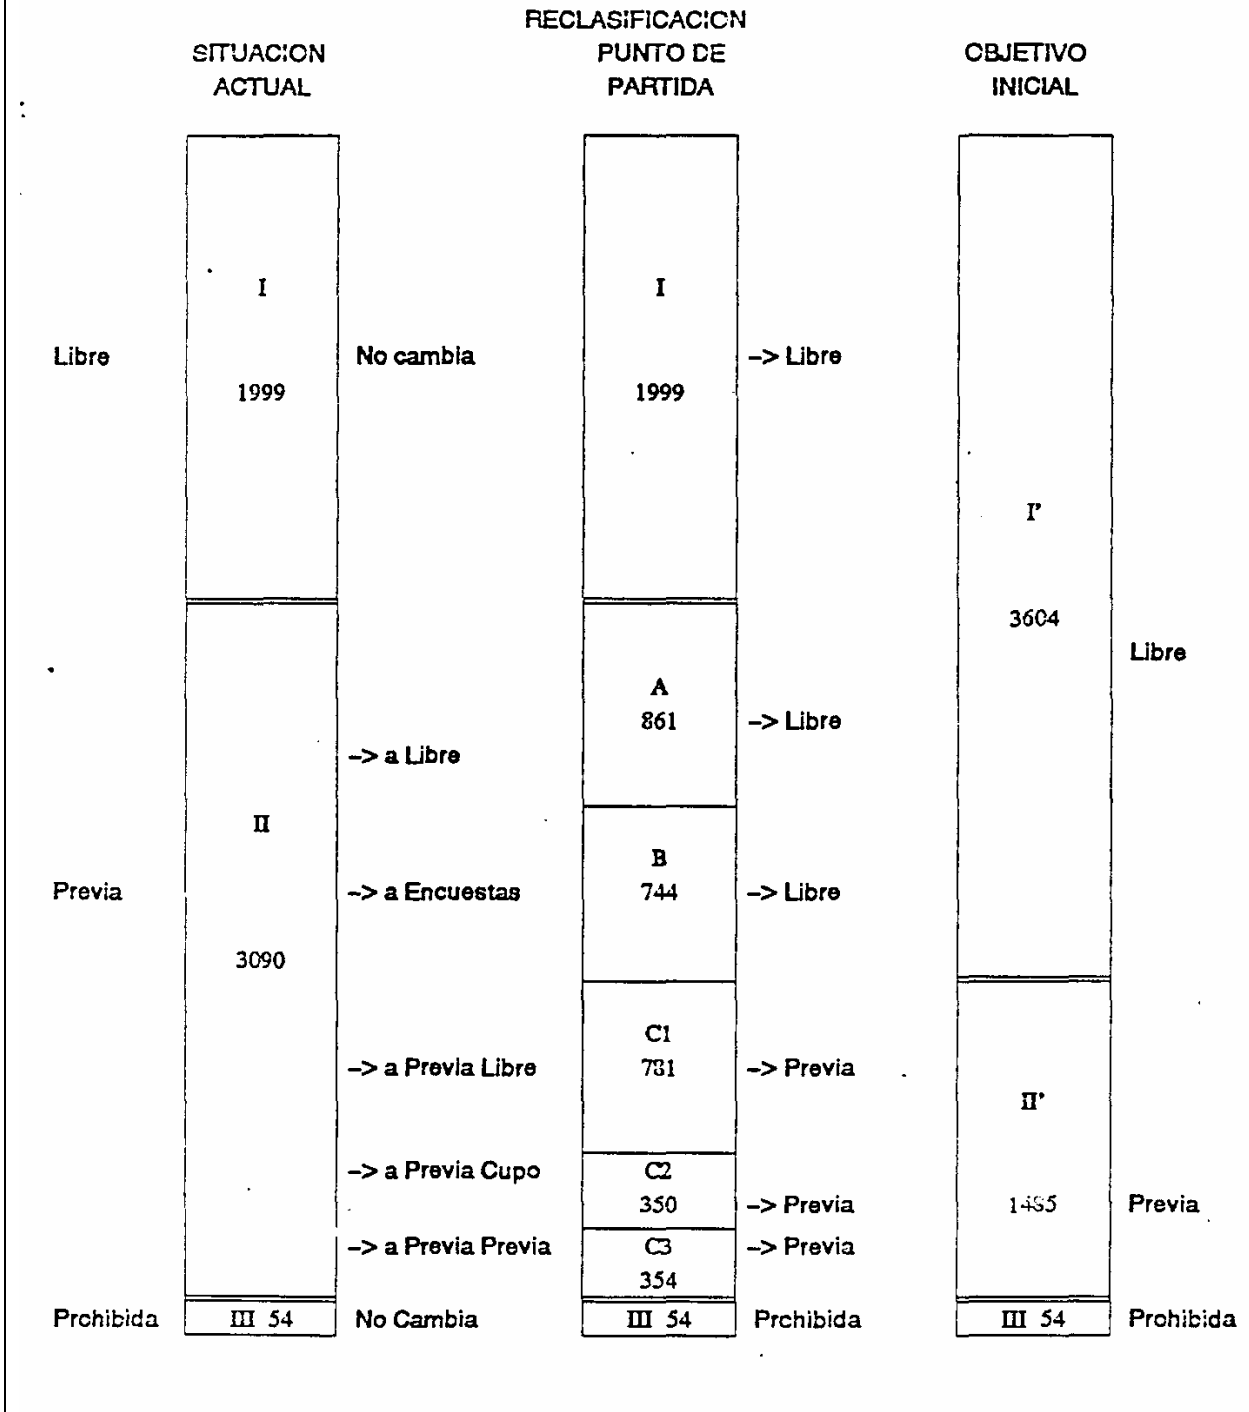 RECLASIFICACION
SITUACION PUNTO DE OBJETIVO
ACTUAL PARTIDA INICIAL
I I
Libre No cambia -> Libre
1999 1999
I'
3604
Libre
A
861 -> Libre
-> a Libre
II
B
Previa -> a Encuestas 744 -> Libre
3090
C1
-> a Previa Libre 781 -> Previa
II'
-> a Previa Cupo C2
350 -> Previa 1485 Previa
-> a Previa Previa C3 -> Previa
354
Prohibida III 54 No Cambia III 54 Prohibida III 54 Prohibida